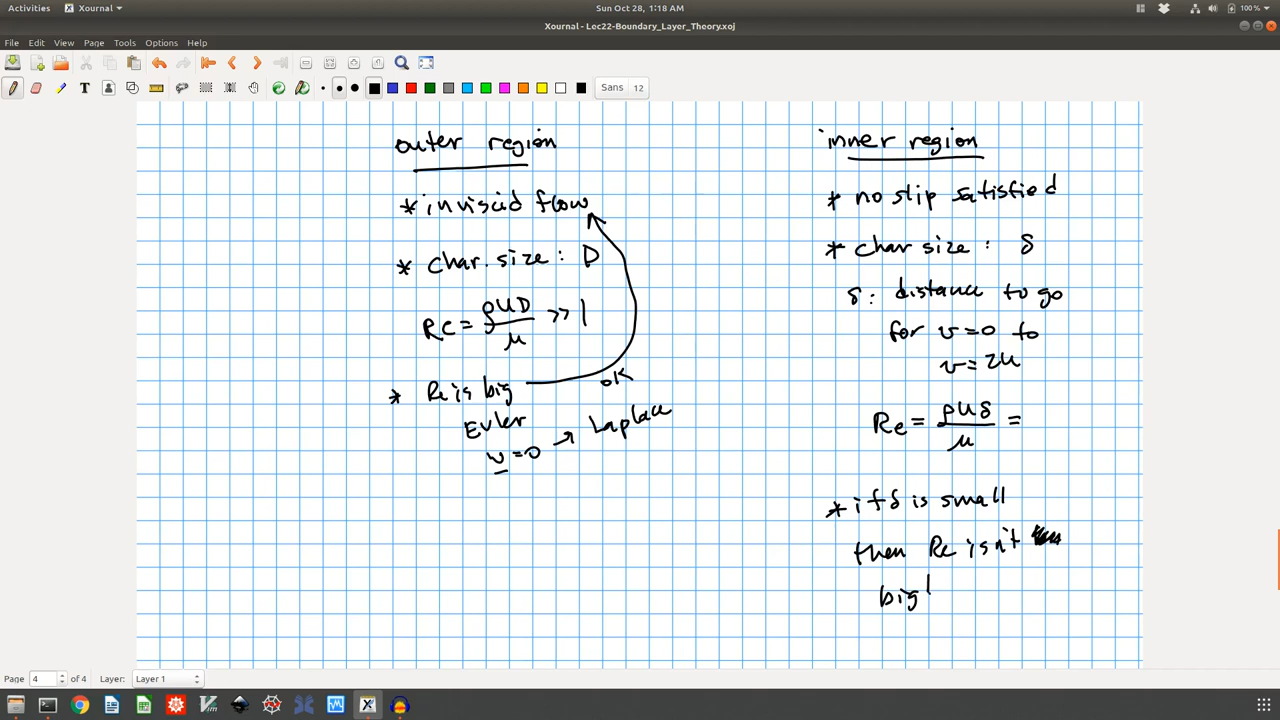 Activities
Xournal
Sun Oct 28, 1:18 AM
100 %
Xournal - Lec22-Boundary_Layer_Theory.xoj
File Edit View Page Tools Options Help
Sans 12
outer region
* inviscid flow
* char. size : D
Re = ρUD/μ >> 1
* Re is big
OK
Euler
w = 0 → Laplace
inner region
* no slip satisfied
* char size : δ
δ : distance to go
for v = 0 to
v = 2U
Re = ρUδ/μ =
* if δ is small
then Re isn't
big!
Page 4 of 4 Layer: Layer 1